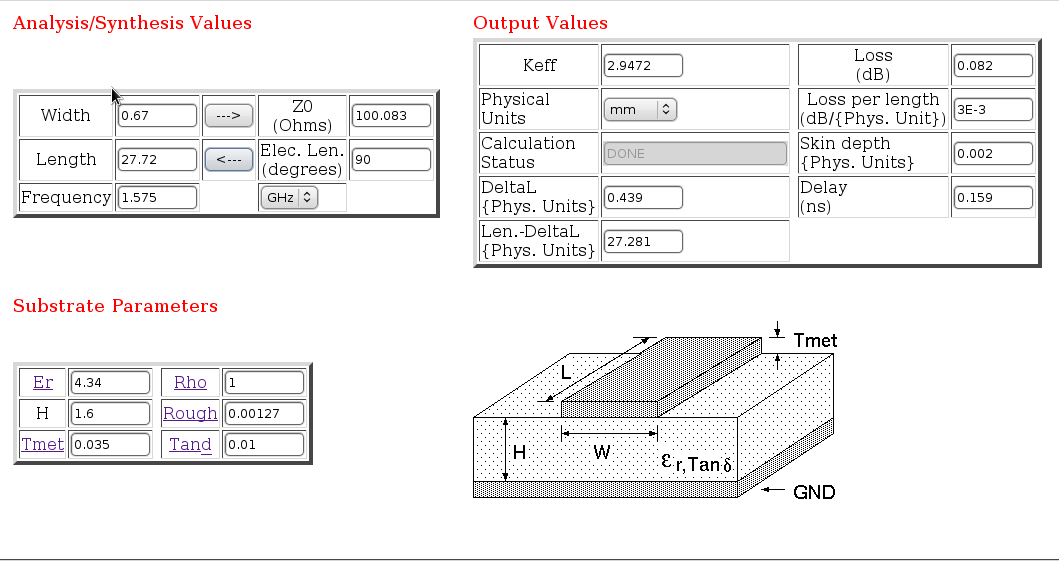 Analysis/Synthesis Values
Width 0.67 ---> Z0 (Ohms) 100.083
Length 27.72 <--- Elec. Len. (degrees) 90
Frequency 1.575 GHz
Output Values
Keff 2.9472 Loss (dB) 0.082
Physical Units mm Loss per length (dB/{Phys. Unit}) 3E-3
Calculation Status DONE Skin depth {Phys. Units} 0.002
DeltaL {Phys. Units} 0.439 Delay (ns) 0.159
Len.-DeltaL {Phys. Units} 27.281
Substrate Parameters
Er 4.34 Rho 1
H 1.6 Rough 0.00127
Tmet 0.035 Tand 0.01
Tmet
L
H
W
εr,Tanδ
GND